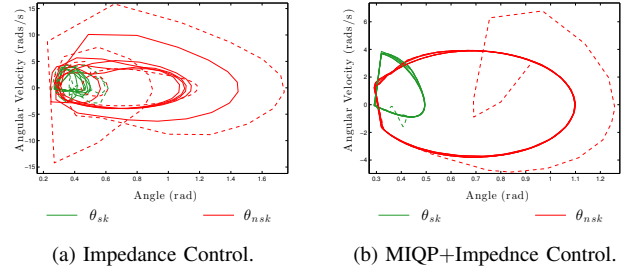 Angular Velocity (rads/s)
15
10
5
0
−5
−10
−15
0.2 0.4 0.6 0.8 1 1.2 1.4 1.6
Angle (rad)
θsk θnsk
(a) Impedance Control.
Angular Velocity (rads/s)
6
4
2
0
−2
−4
0.3 0.4 0.5 0.6 0.7 0.8 0.9 1 1.1 1.2
Angle (rad)
θsk θnsk
(b) MIQP+Impednce Control.